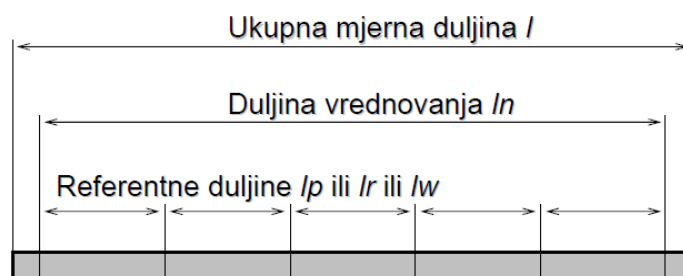 Ukupna mjerna duljina l
Duljina vrednovanja ln
Referentne duljine lp ili lr ili lw